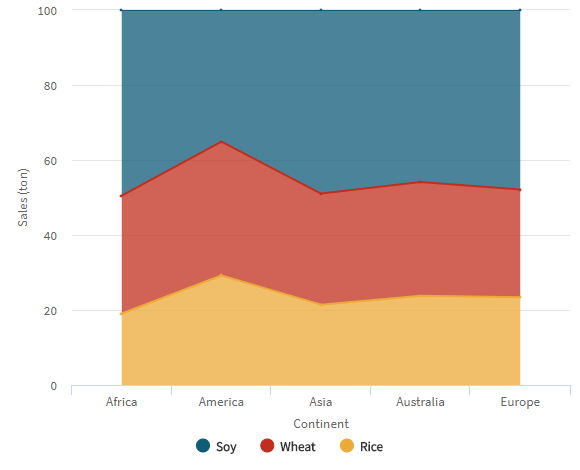 100
80
60
40
20
0
Sales (ton)
Africa America Asia Australia Europe
Continent
Soy Wheat Rice